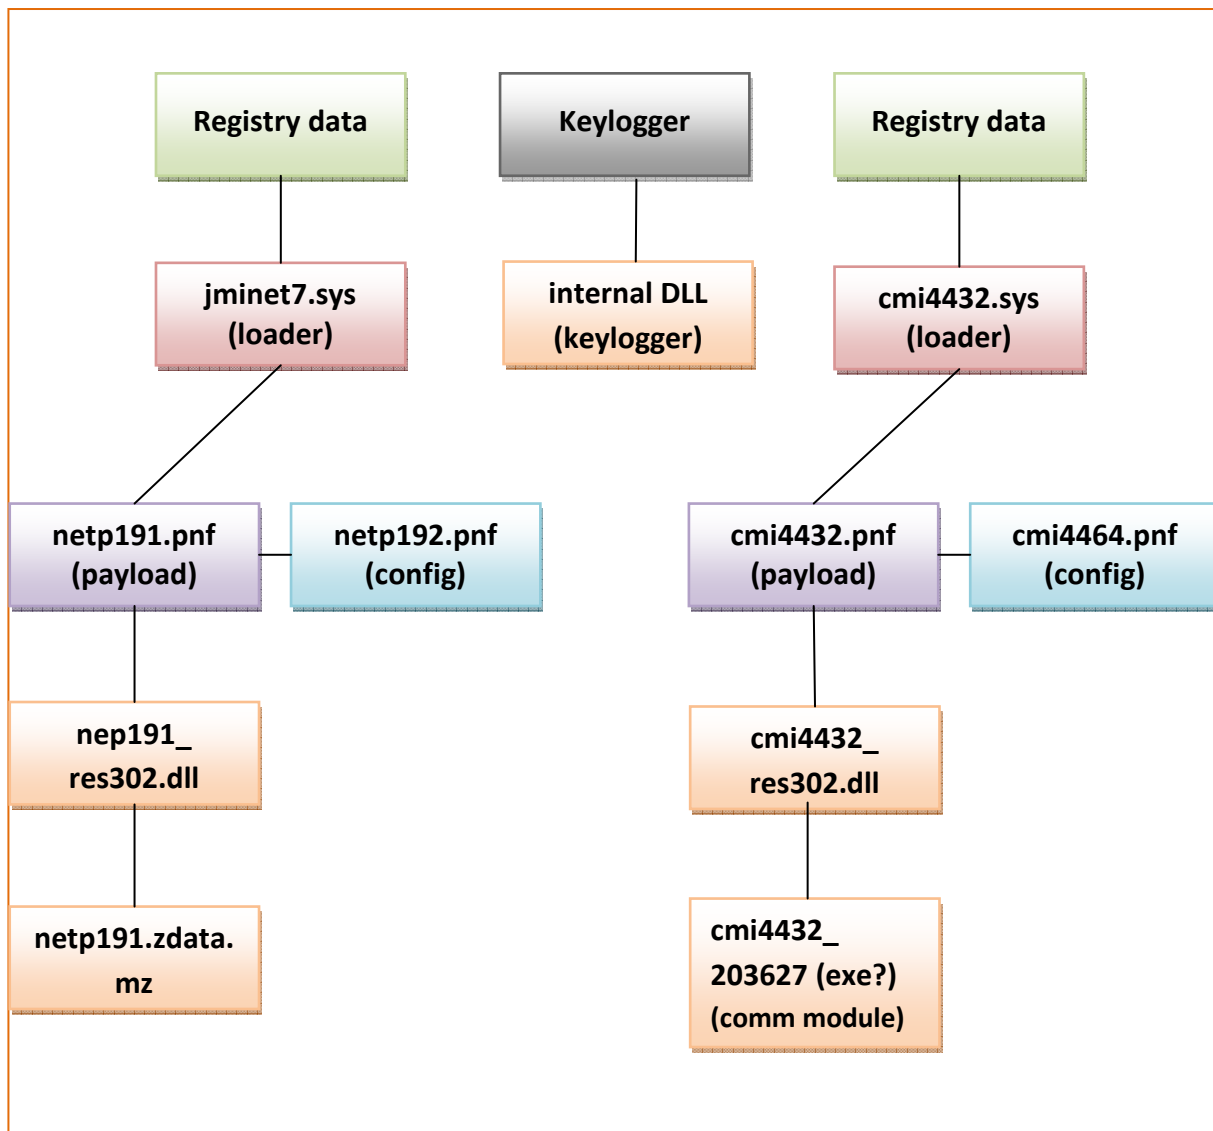 Registry data
Keylogger
Registry data
jminet7.sys
(loader)
internal DLL
(keylogger)
cmi4432.sys
(loader)
netp191.pnf
(payload)
netp192.pnf
(config)
cmi4432.pnf
(payload)
cmi4464.pnf
(config)
nep191_
res302.dll
cmi4432_
res302.dll
netp191.zdata.
mz
cmi4432_
203627 (exe?)
(comm module)